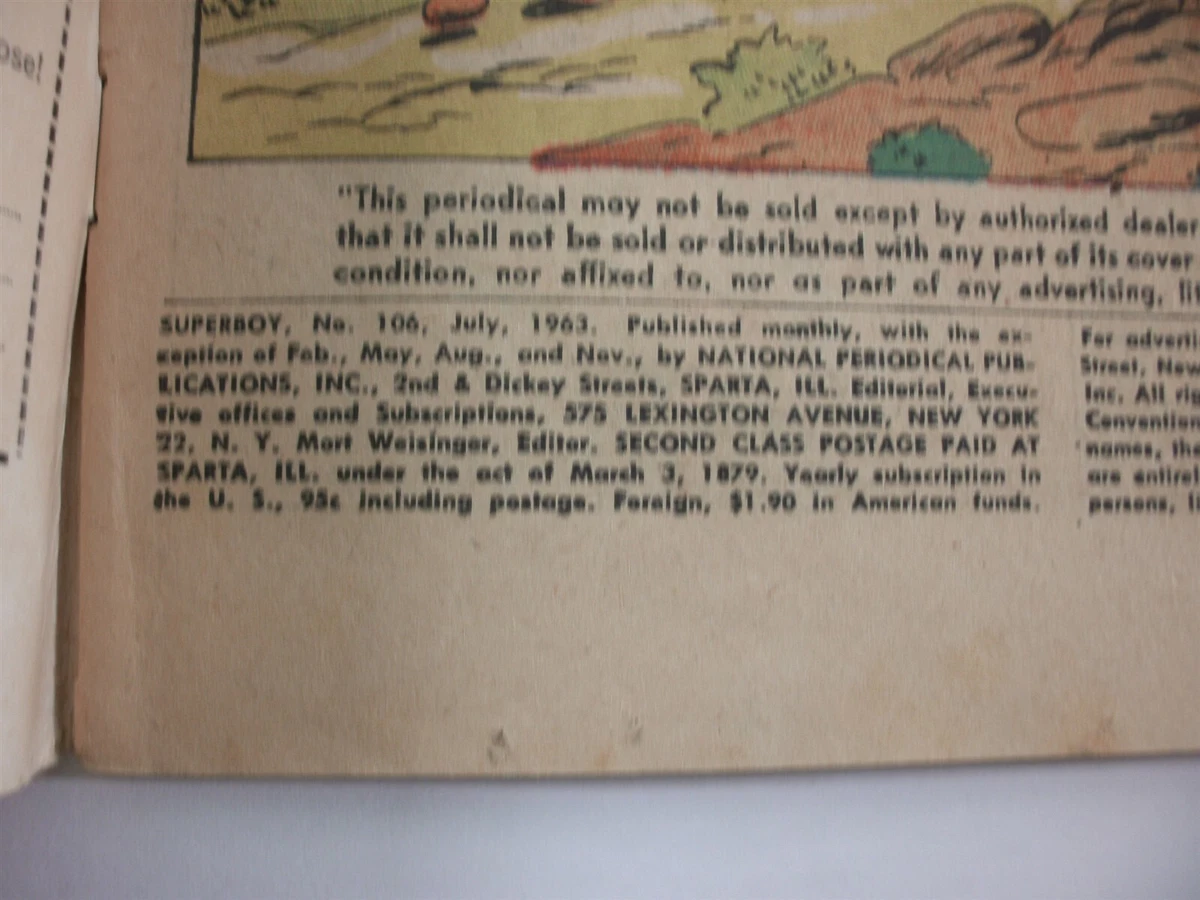 ose!
"This periodical may not be sold except by authorized dealer
that it shall not be sold or distributed with any part of its cover
condition, nor affixed to, nor as part of any advertising, lit
SUPERBOY, No. 106, July, 1963. Published monthly, with the ex-
ception of Feb., May, Aug., and Nov., by NATIONAL PERIODICAL PUB-
LICATIONS, INC., 2nd & Dickey Streets, SPARTA, ILL. Editorial, Execu-
tive offices and Subscriptions, 575 LEXINGTON AVENUE, NEW YORK
22, N. Y. Mort Weisinger, Editor. SECOND CLASS POSTAGE PAID AT
SPARTA, ILL. under the act of March 3, 1879. Yearly subscription in
the U. S., 95c including postage. Foreign, $1.90 in American funds.
For adverti
Street, New
Inc. All rig
Convention
names, the
are entirel
persons, li